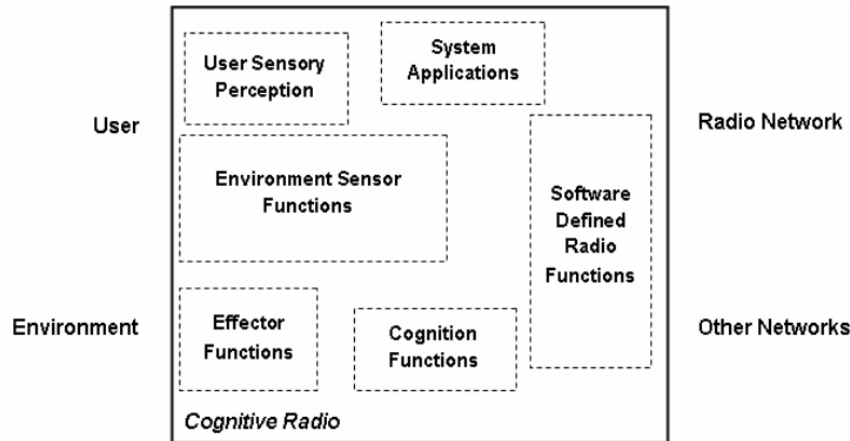 User Sensory
Perception
System
Applications
User
Radio Network
Environment Sensor
Functions
Software
Defined
Radio
Functions
Environment
Effector
Functions
Cognition
Functions
Other Networks
Cognitive Radio